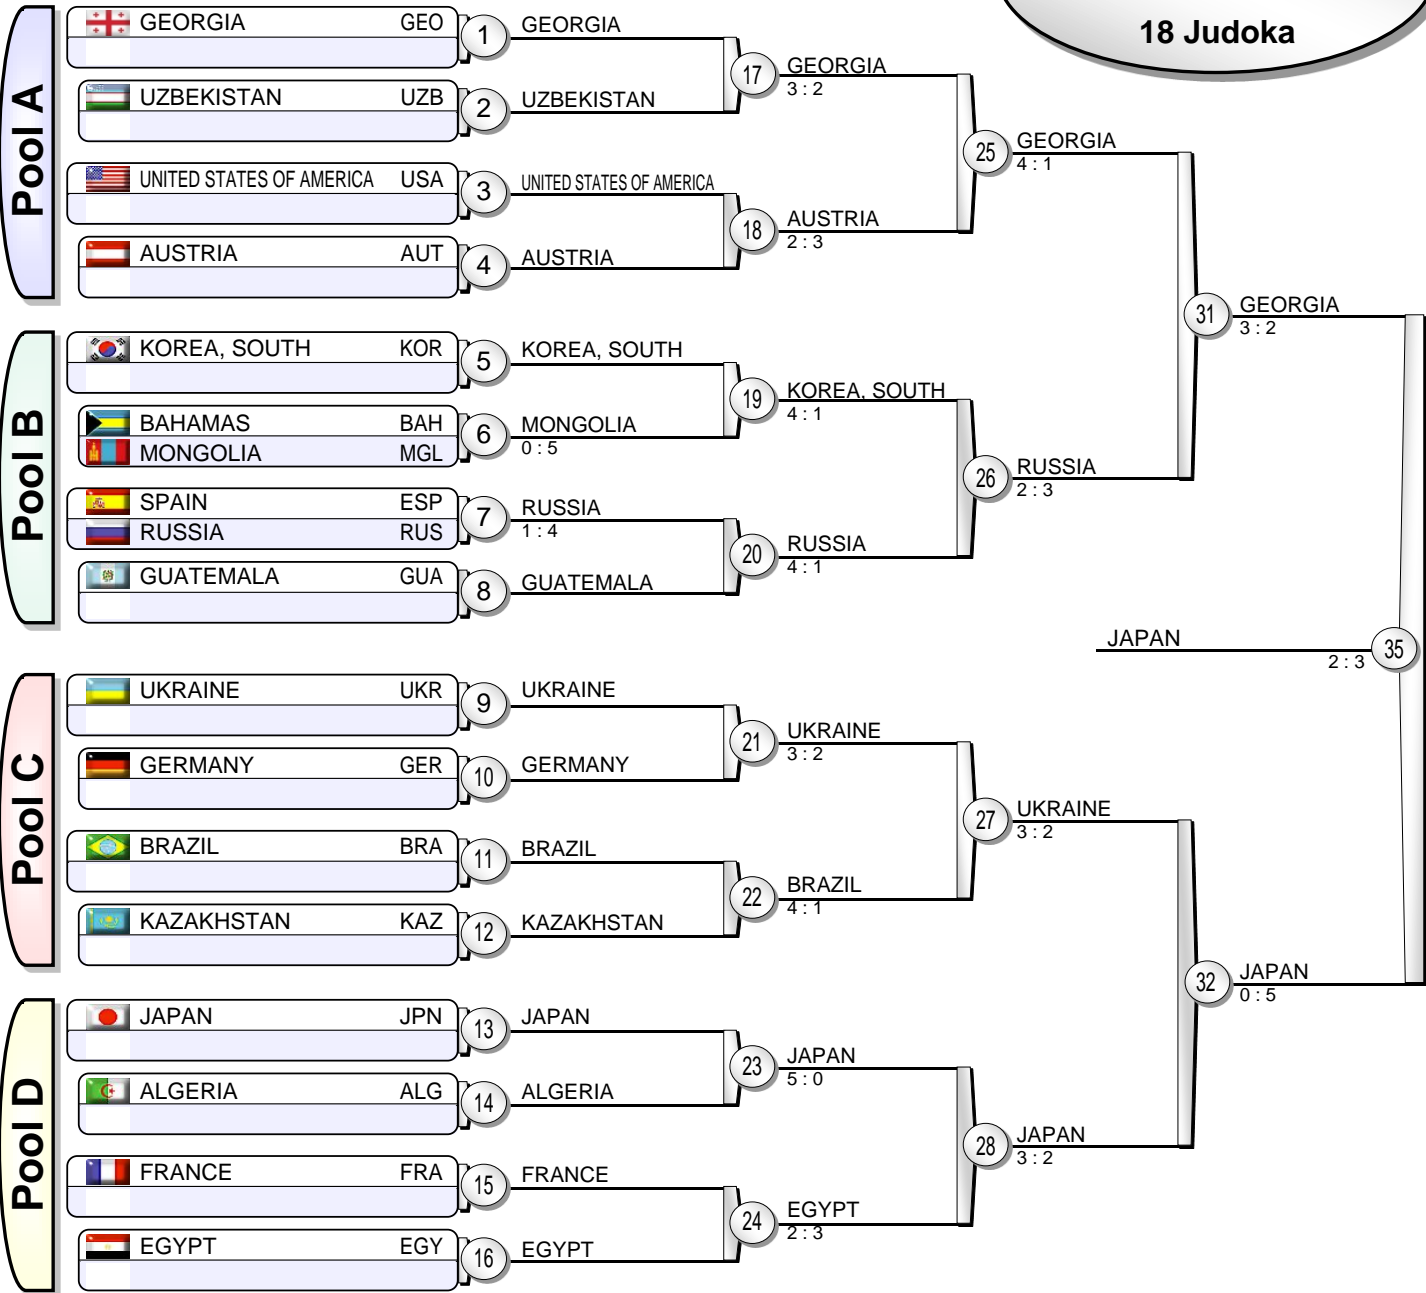 18 Judoka
Pool A
GEORGIA GEO
1
GEORGIA
UZBEKISTAN UZB
2
UZBEKISTAN
17
GEORGIA
3 : 2
UNITED STATES OF AMERICA USA
3
UNITED STATES OF AMERICA
AUSTRIA AUT
4
AUSTRIA
18
AUSTRIA
2 : 3
25
GEORGIA
4 : 1
Pool B
KOREA, SOUTH KOR
5
KOREA, SOUTH
BAHAMAS BAH
MONGOLIA MGL
6
MONGOLIA
0 : 5
19
KOREA, SOUTH
4 : 1
SPAIN ESP
RUSSIA RUS
7
RUSSIA
1 : 4
GUATEMALA GUA
8
GUATEMALA
20
RUSSIA
4 : 1
26
RUSSIA
2 : 3
31
GEORGIA
3 : 2
JAPAN
2 : 3
35
Pool C
UKRAINE UKR
9
UKRAINE
GERMANY GER
10
GERMANY
21
UKRAINE
3 : 2
BRAZIL BRA
11
BRAZIL
KAZAKHSTAN KAZ
12
KAZAKHSTAN
22
BRAZIL
4 : 1
27
UKRAINE
3 : 2
Pool D
JAPAN JPN
13
JAPAN
ALGERIA ALG
14
ALGERIA
23
JAPAN
5 : 0
FRANCE FRA
15
FRANCE
EGYPT EGY
16
EGYPT
24
EGYPT
2 : 3
28
JAPAN
3 : 2
32
JAPAN
0 : 5